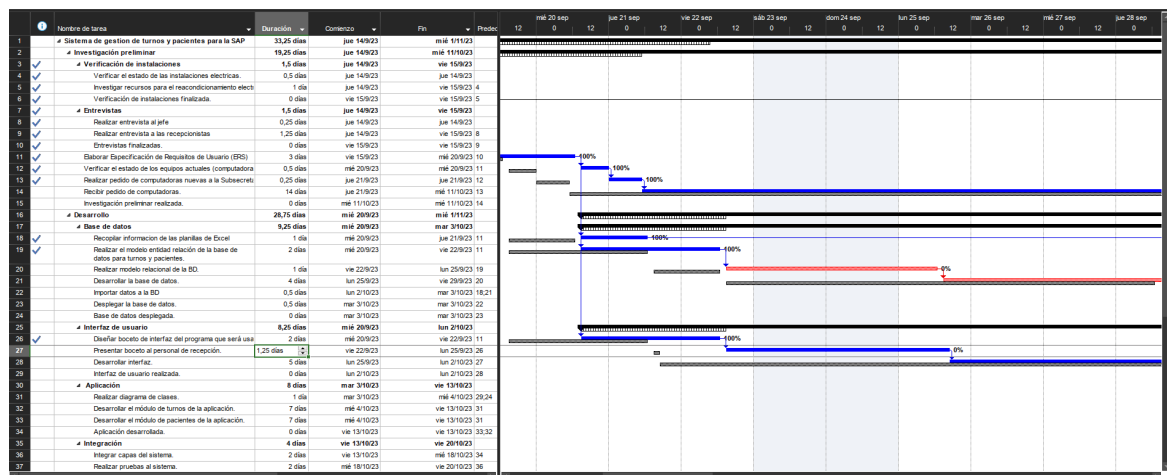 mié 20 sep jue 21 sep vie 22 sep sáb 23 sep dom 24 sep lun 25 sep mar 26 sep mié 27 sep jue 28 sep
Nombre de tarea Duración Comienzo Fin Predec 12 0 12 0 12 0 12 0 12 0 12 0 12 0 12 0 12 0
1 Sistema de gestion de turnos y pacientes para la SAP 33,25 días jue 14/9/23 mié 1/11/23
2 Investigación preliminar 19,25 días jue 14/9/23 mié 11/10/23
3 Verificación de instalaciones 1,5 días jue 14/9/23 vie 15/9/23
4 Verificar el estado de las instalaciones electricas. 0,5 días jue 14/9/23 jue 14/9/23
5 Investigar recursos para el reacondicionamiento electi 1 día jue 14/9/23 vie 15/9/23 4
6 Verificación de instalaciones finalizada. 0 días vie 15/9/23 vie 15/9/23 5
7 Entrevistas 1,5 días jue 14/9/23 vie 15/9/23
8 Realizar entrevista al jefe 0,25 días jue 14/9/23 jue 14/9/23
9 Realizar entrevista a las recepcionistas 1,25 días jue 14/9/23 vie 15/9/23 8
10 Entrevistas finalizadas. 0 días vie 15/9/23 vie 15/9/23 9
11 Elaborar Especificación de Requisitos de Usuario (ERS) 3 días vie 15/9/23 mié 20/9/23 10 100%
12 Verificar el estado de los equipos actuales (computadora 0,5 días mié 20/9/23 mié 20/9/23 11 100%
13 Realizar pedido de computadoras nuevas a la Subsecreta 0,25 días jue 21/9/23 jue 21/9/23 12 100%
14 Recibir pedido de computadoras. 14 días jue 21/9/23 mié 11/10/23 13
15 Investigación preliminar realizada. 0 días mié 11/10/23 mié 11/10/23 14
16 Desarrollo 28,75 días mié 20/9/23 mié 1/11/23
17 Base de datos 9,25 días mié 20/9/23 mar 3/10/23
18 Recopilar informacion de las planillas de Excel 1 día mié 20/9/23 jue 21/9/23 11 100%
19 Realizar el modelo entidad relación de la base de 2 días mié 20/9/23 vie 22/9/23 11 100%
datos para turnos y pacientes.
20 Realizar modelo relacional de la BD. 1 día vie 22/9/23 lun 25/9/23 19 0%
21 Desarrollar la base de datos. 4 días lun 25/9/23 vie 29/9/23 20
22 Importar datos a la BD 0,5 días lun 2/10/23 mar 3/10/23 18;21
23 Desplegar la base de datos. 0,5 días mar 3/10/23 mar 3/10/23 22
24 Base de datos desplegada. 0 días mar 3/10/23 mar 3/10/23 23
25 Interfaz de usuario 8,25 días mié 20/9/23 lun 2/10/23
26 Diseñar boceto de interfaz del programa que será usa 2 días mié 20/9/23 vie 22/9/23 11 100%
27 Presentar boceto al personal de recepción. 1,25 días vie 22/9/23 lun 25/9/23 26 0%
28 Desarrollar interfaz. 5 días lun 25/9/23 lun 2/10/23 27
29 Interfaz de usuario realizada. 0 días lun 2/10/23 lun 2/10/23 28
30 Aplicación 8 días mar 3/10/23 vie 13/10/23
31 Realizar diagrama de clases. 1 día mar 3/10/23 mié 4/10/23 29;24
32 Desarrollar el módulo de turnos de la aplicación. 7 días mié 4/10/23 vie 13/10/23 31
33 Desarrollar el módulo de pacientes de la aplicación. 7 días mié 4/10/23 vie 13/10/23 31
34 Aplicación desarrollada. 0 días vie 13/10/23 vie 13/10/23 33;32
35 Integración 4 días vie 13/10/23 vie 20/10/23
36 Integrar capas del sistema. 2 días vie 13/10/23 mié 18/10/23 34
37 Realizar pruebas al sistema. 2 días mié 18/10/23 vie 20/10/23 36